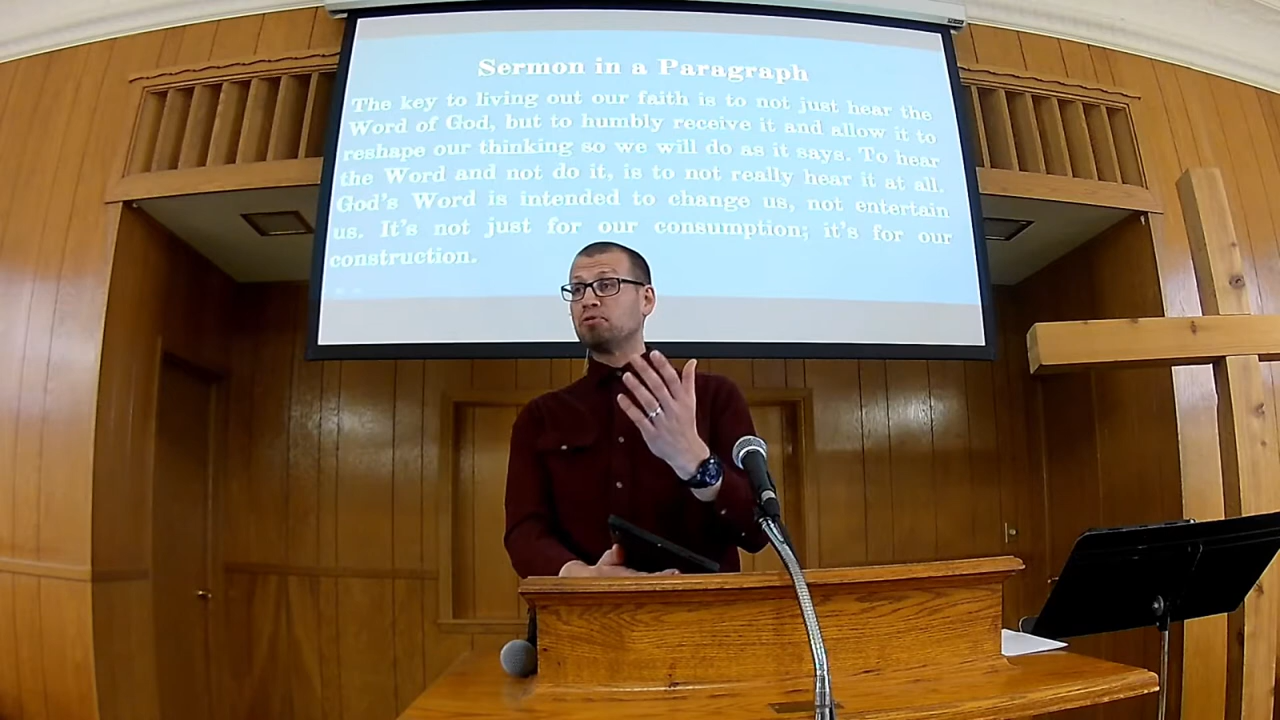 Sermon in a Paragraph
The key to living out our faith is to not just hear the
Word of God, but to humbly receive it and allow it to
reshape our thinking so we will do as it says. To hear
the Word and not do it, is to not really hear it at all.
God's Word is intended to change us, not entertain
us. It's not just for our consumption; it's for our
construction.